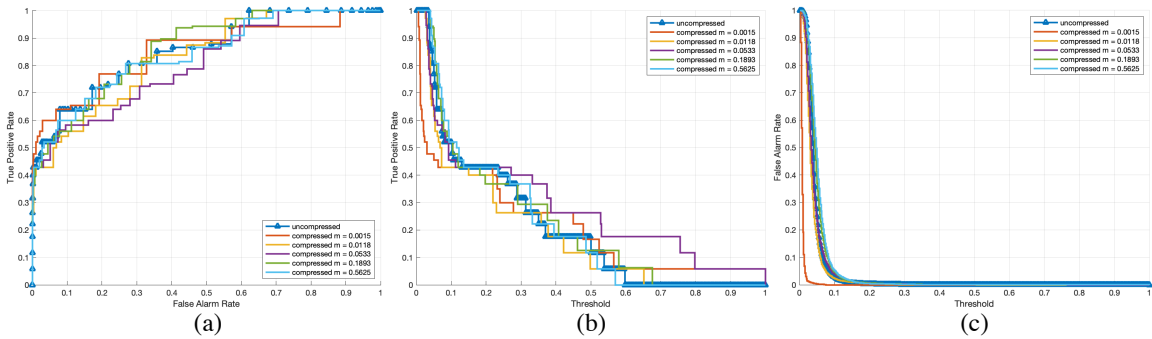 1
0.9
0.8
0.7
0.6
0.5
0.4
0.3
0.2
0.1
0
True Positive Rate
uncompressed
compressed m = 0.0015
compressed m = 0.0118
compressed m = 0.0533
compressed m = 0.1893
compressed m = 0.5625
0 0.1 0.2 0.3 0.4 0.5 0.6 0.7 0.8 0.9 1
False Alarm Rate
(a)
1
0.9
0.8
0.7
0.6
0.5
0.4
0.3
0.2
0.1
0
True Positive Rate
uncompressed
compressed m = 0.0015
compressed m = 0.0118
compressed m = 0.0533
compressed m = 0.1893
compressed m = 0.5625
0 0.1 0.2 0.3 0.4 0.5 0.6 0.7 0.8 0.9 1
Threshold
(b)
1
0.9
0.8
0.7
0.6
0.5
0.4
0.3
0.2
0.1
0
False Alarm Rate
uncompressed
compressed m = 0.0015
compressed m = 0.0118
compressed m = 0.0533
compressed m = 0.1893
compressed m = 0.5625
0 0.1 0.2 0.3 0.4 0.5 0.6 0.7 0.8 0.9 1
Threshold
(c)